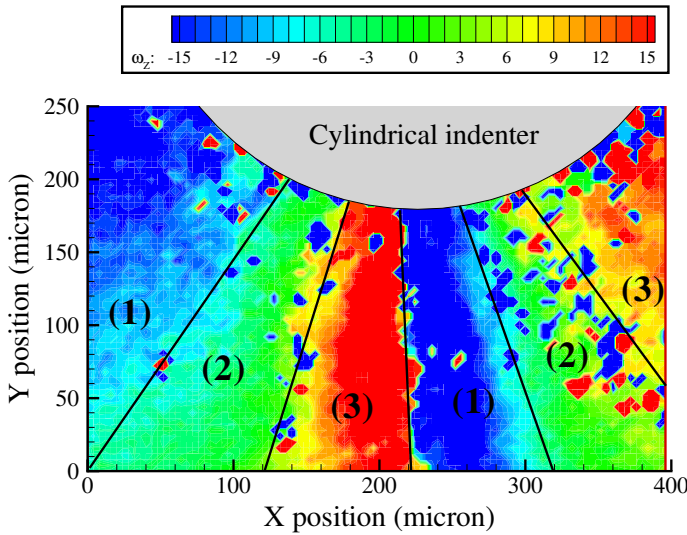 ω_Z: -15 -12 -9 -6 -3 0 3 6 9 12 15
250
Cylindrical indenter
200
150
100
50
0
Y position (micron)
(1)
(2)
(3)
(1)
(2)
(3)
0 100 200 300 400
X position (micron)